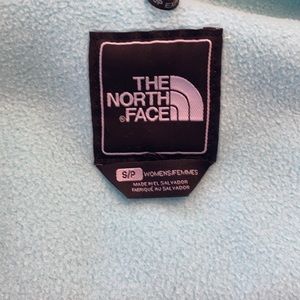 THE
NORTH
®FACE
S/P WOMENS/FEMMES
MADE IN EL SALVADOR
FABRIQUÉ AU SALVADOR